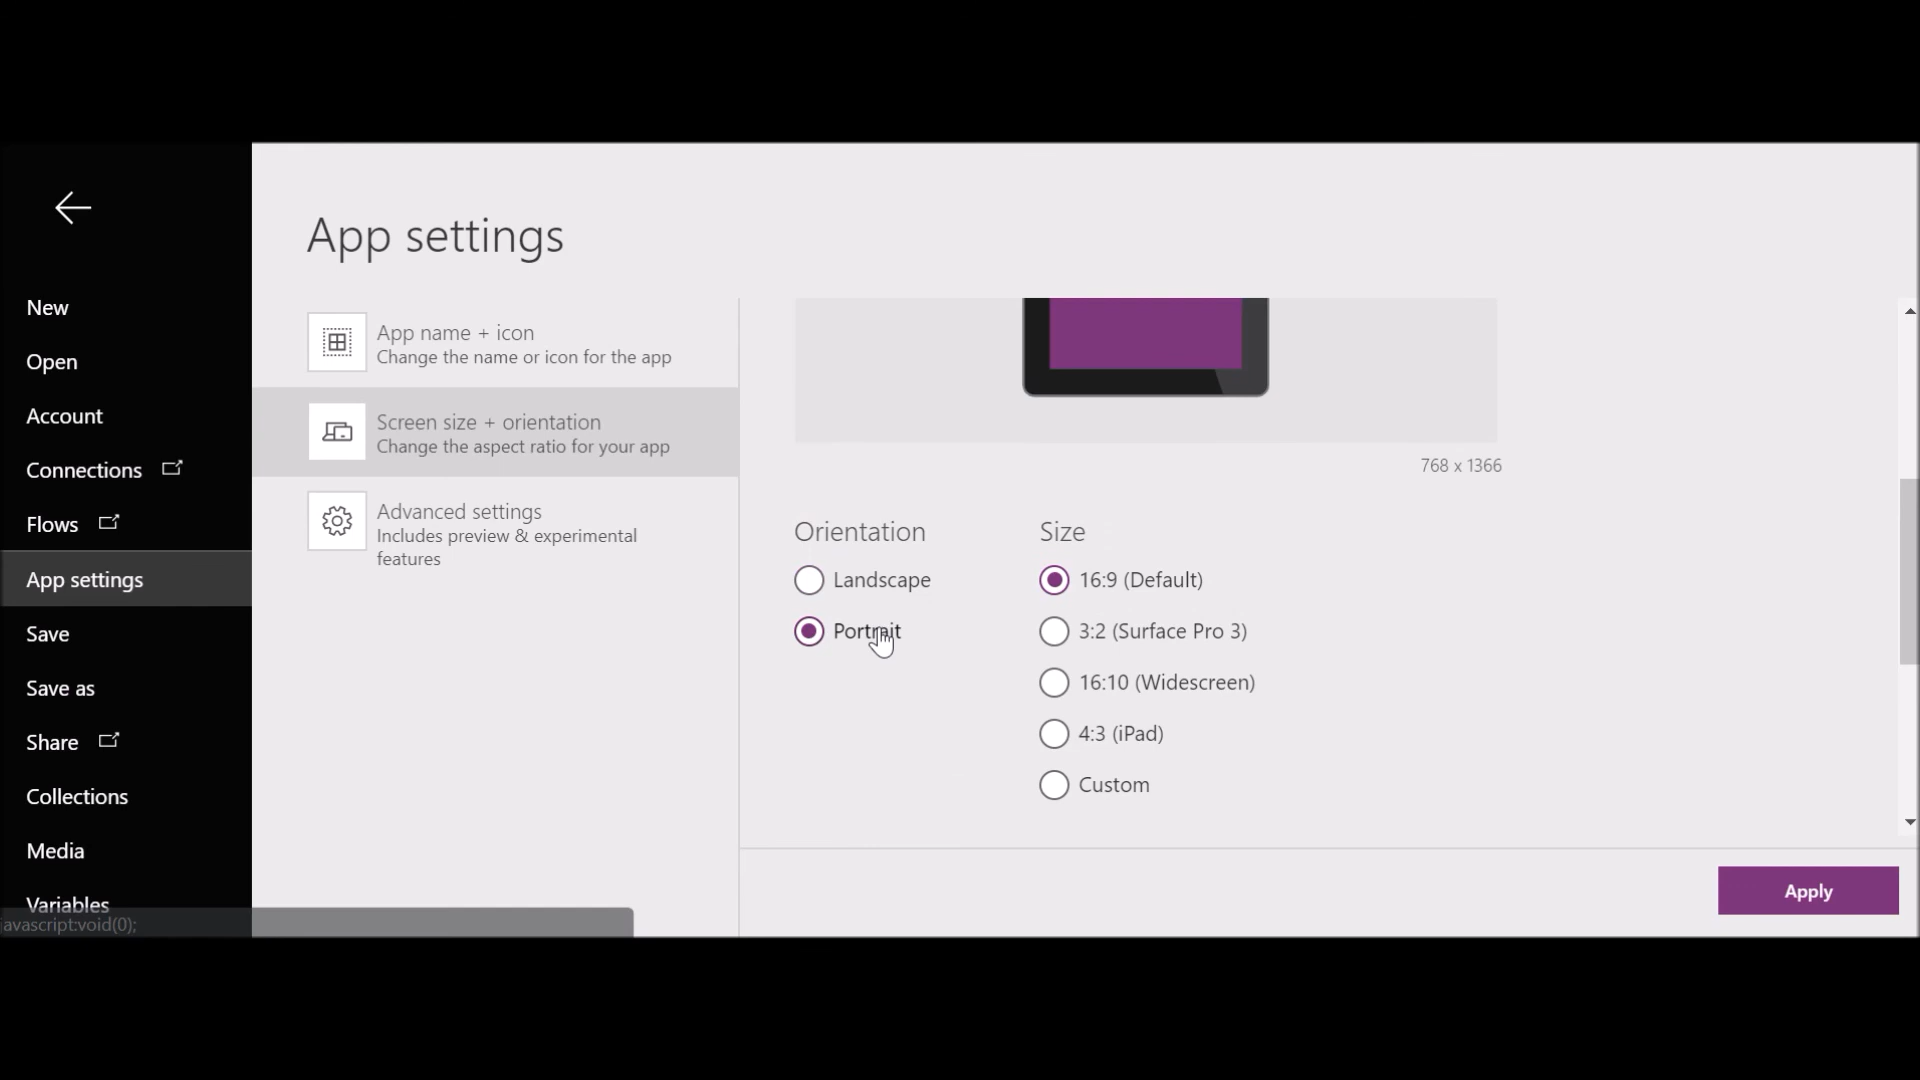 App settings
New
Open
Account
Connections
Flows
App settings
Save
Save as
Share
Collections
Media
Variables
javascript:void(0);
App name + icon
Change the name or icon for the app
Screen size + orientation
Change the aspect ratio for your app
Advanced settings
Includes preview & experimental
features
768 x 1366
Orientation
Landscape
Portrait
Size
16:9 (Default)
3:2 (Surface Pro 3)
16:10 (Widescreen)
4:3 (iPad)
Custom
Apply